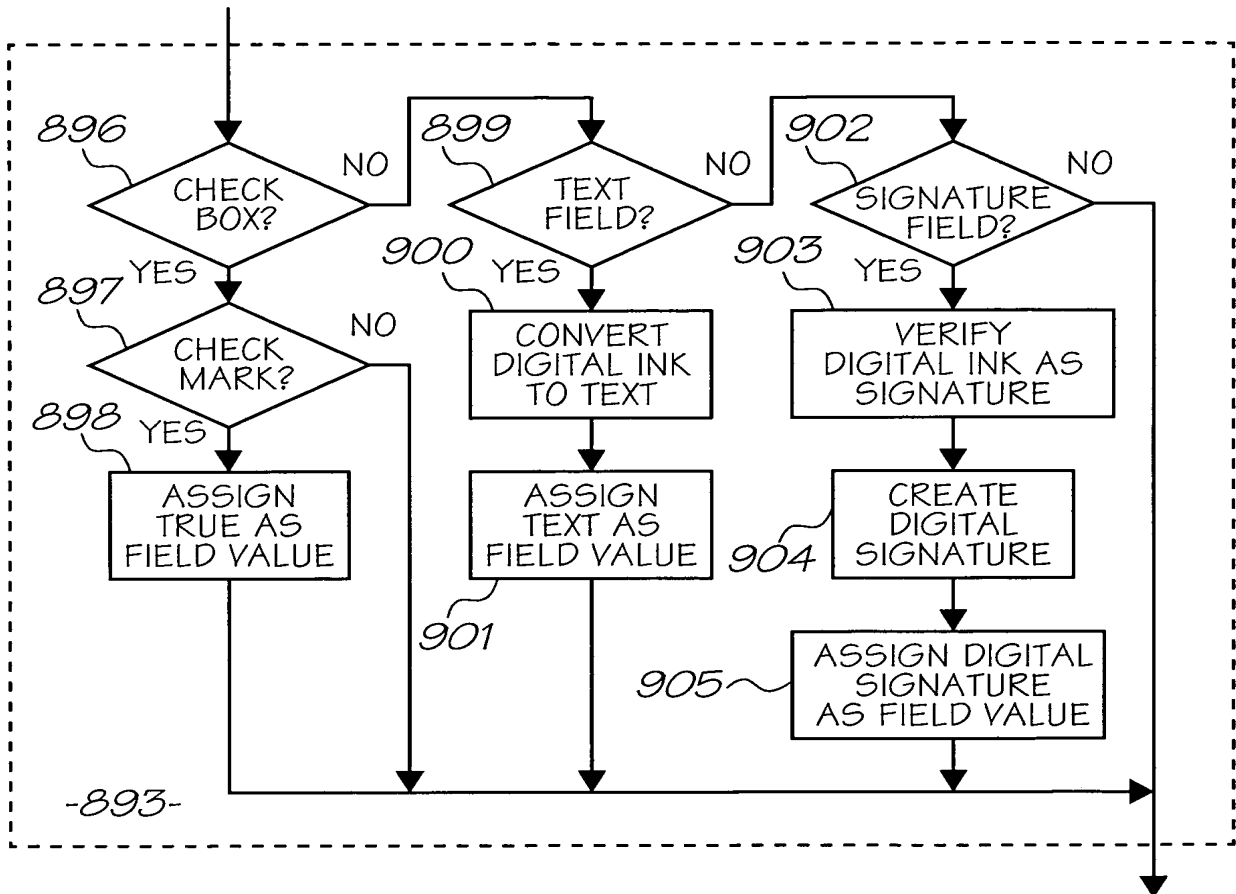 896
CHECK
BOX?
NO
YES
897
CHECK
MARK?
NO
YES
898
ASSIGN
TRUE AS
FIELD VALUE
899
TEXT
FIELD?
NO
YES
900
CONVERT
DIGITAL INK
TO TEXT
ASSIGN
TEXT AS
FIELD VALUE
901
902
SIGNATURE
FIELD?
NO
YES
903
VERIFY
DIGITAL INK AS
SIGNATURE
CREATE
DIGITAL
SIGNATURE
904
ASSIGN DIGITAL
SIGNATURE
AS FIELD VALUE
905
-893-